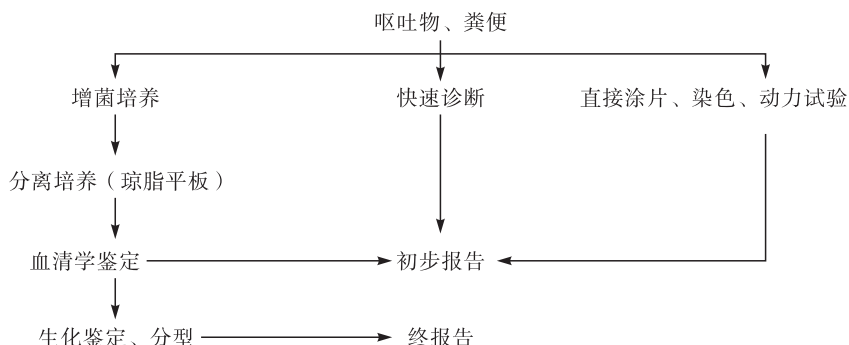 呕吐物、粪便
增菌培养 快速诊断 直接涂片、染色、动力试验
分离培养（琼脂平板）
血清学鉴定 初步报告
生化鉴定、分型 终报告